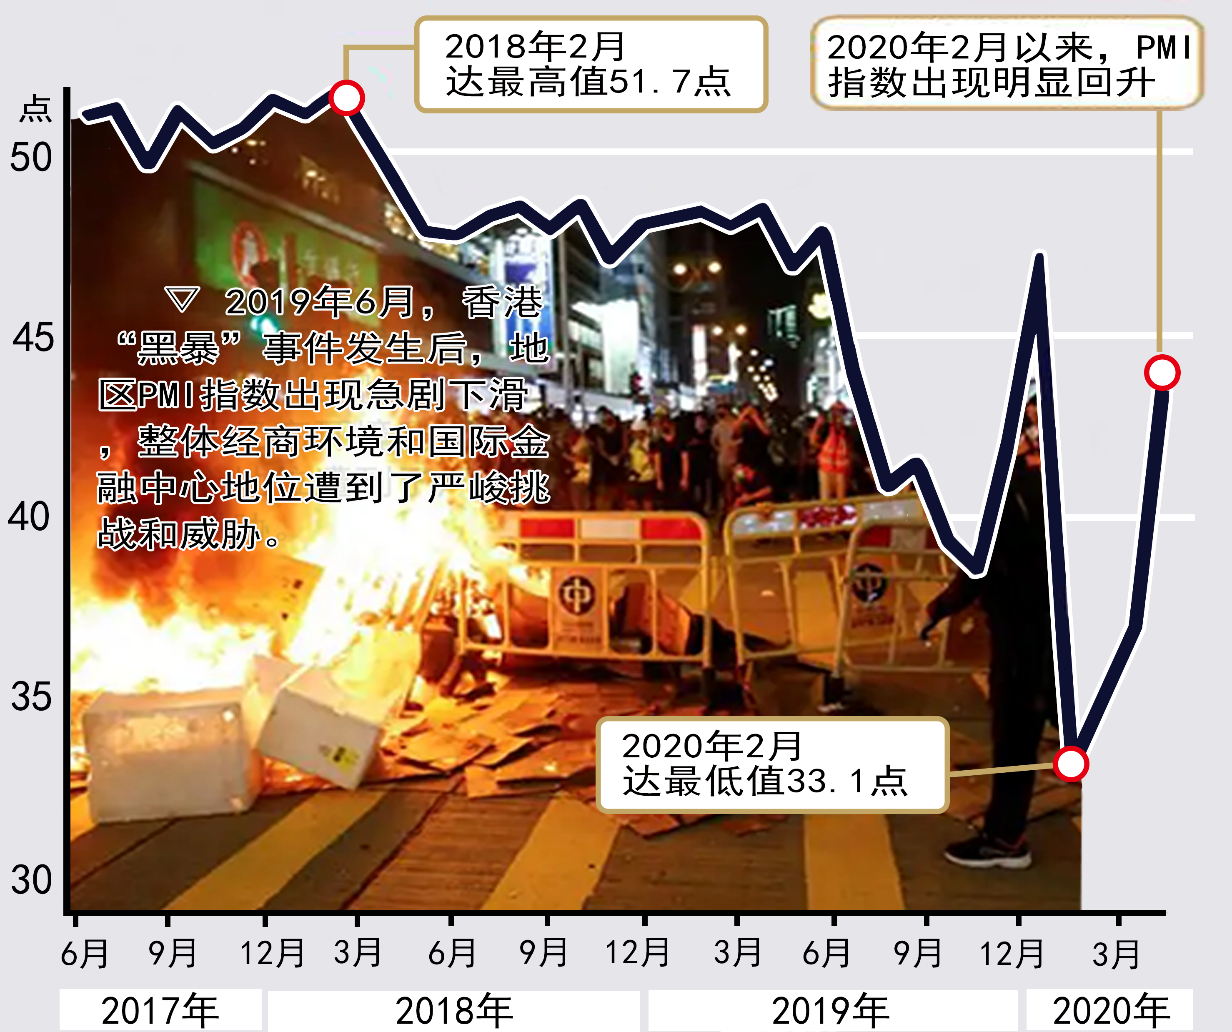 2018年2月
达最高值51.7点
2020年2月以来，PMI
指数出现明显回升
点
50
45
40
35
30
▽ 2019年6月，香港
“黑暴”事件发生后，地
区PMI指数出现急剧下滑
，整体经商环境和国际金
融中心地位遭到了严峻挑
战和威胁。
2020年2月
达最低值33.1点
6月 9月 12月 3月 6月 9月 12月 3月 6月 9月 12月 3月
2017年 2018年 2019年 2020年